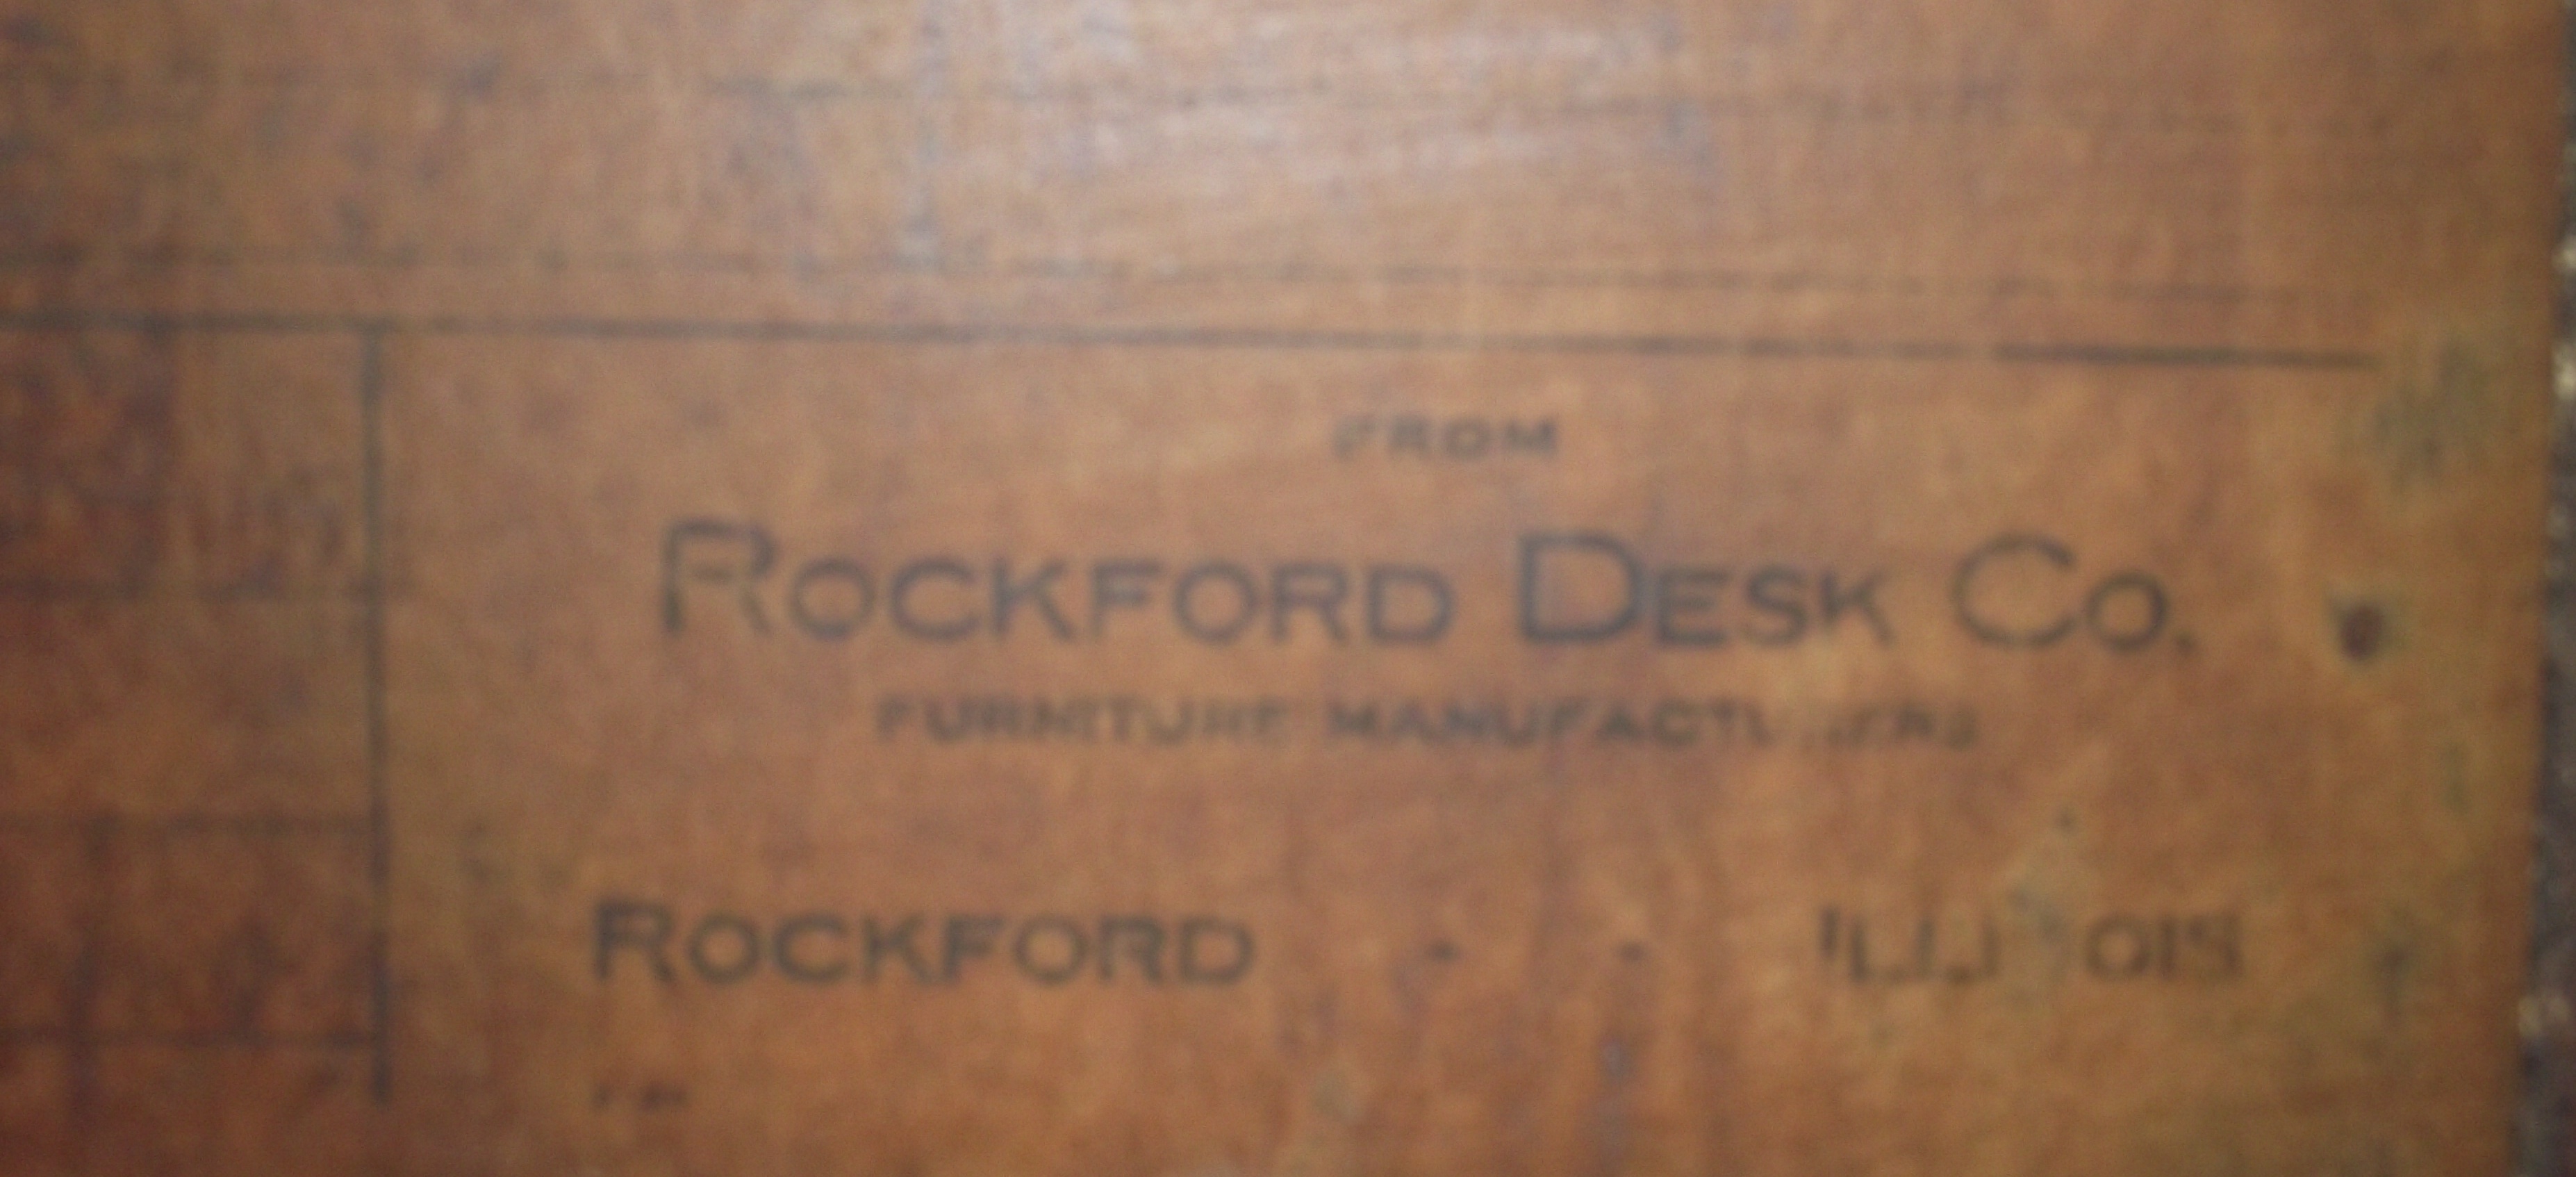 FROM
ROCKFORD DESK CO.
FURNITURE MANUFACTURERS
ROCKFORD - - ILLINOIS